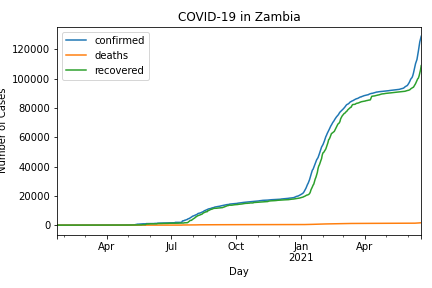 COVID-19 in Zambia
confirmed
deaths
recovered
120000
100000
80000
60000
40000
20000
0
Number of Cases
Apr
Jul
Oct
Jan
2021
Apr
Day